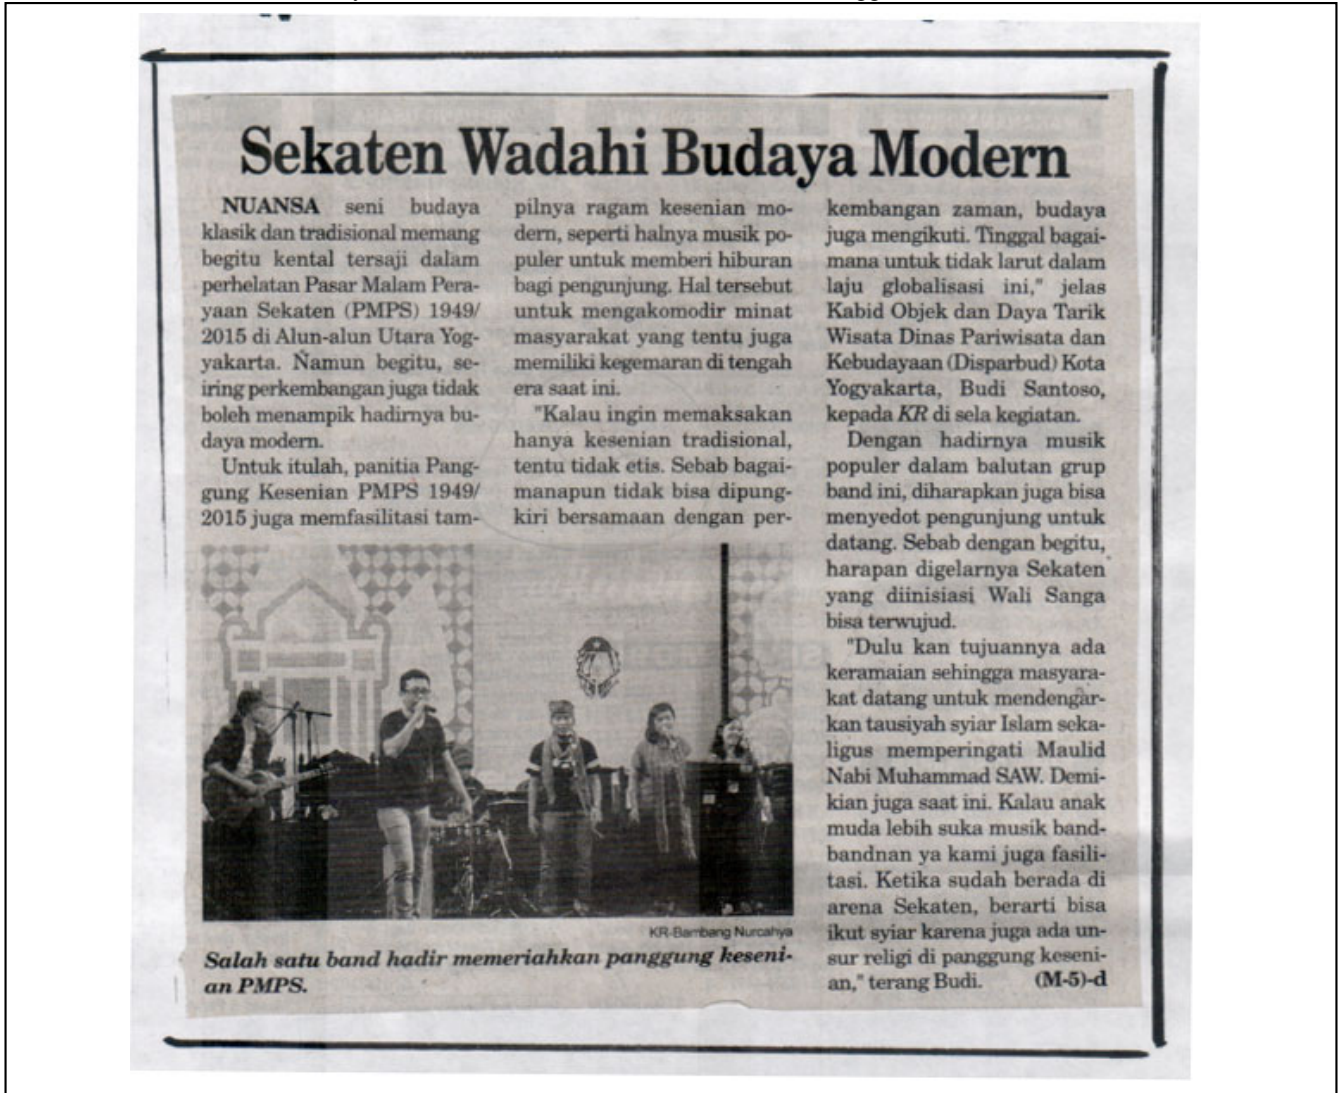 Sekaten Wadahi Budaya Modern
NUANSA seni budaya
klasik dan tradisional memang
begitu kental tersaji dalam
perhelatan Pasar Malam Pera-
yaan Sekaten (PMPS) 1949/
2015 di Alun-alun Utara Yog-
yakarta. Namun begitu, se-
iring perkembangan juga tidak
boleh menampik hadirnya bu-
daya modern.
Untuk itulah, panitia Pang-
gung Kesenian PMPS 1949/
2015 juga memfasilitasi tam-
pilnya ragam kesenian mo-
dern, seperti halnya musik po-
puler untuk memberi hiburan
bagi pengunjung. Hal tersebut
untuk mengakomodir minat
masyarakat yang tentu juga
memiliki kegemaran di tengah
era saat ini.
"Kalau ingin memaksakan
hanya kesenian tradisional,
tentu tidak etis. Sebab bagai-
manapun tidak bisa dipung-
kiri bersamaan dengan per-
kembangan zaman, budaya
juga mengikuti. Tinggal bagai-
mana untuk tidak larut dalam
laju globalisasi ini," jelas
Kabid Objek dan Daya Tarik
Wisata Dinas Pariwisata dan
Kebudayaan (Disparbud) Kota
Yogyakarta, Budi Santoso,
kepada KR di sela kegiatan.
Dengan hadirnya musik
populer dalam balutan grup
band ini, diharapkan juga bisa
menyedot pengunjung untuk
datang. Sebab dengan begitu,
harapan digelarnya Sekaten
yang diinisiasi Wali Sanga
bisa terwujud.
"Dulu kan tujuannya ada
keramaian sehingga masyara-
kat datang untuk mendengar-
kan tausiyah syiar Islam seka-
ligus memperingati Maulid
Nabi Muhammad SAW. Demi-
kian juga saat ini. Kalau anak
muda lebih suka musik band-
bandnan ya kami juga fasili-
tasi. Ketika sudah berada di
arena Sekaten, berarti bisa
ikut syiar karena juga ada un-
sur religi di panggung keseni-
an," terang Budi. (M-5)-d
KR-Bambang Nurcahya
Salah satu band hadir memeriahkan panggung keseni-
an PMPS.